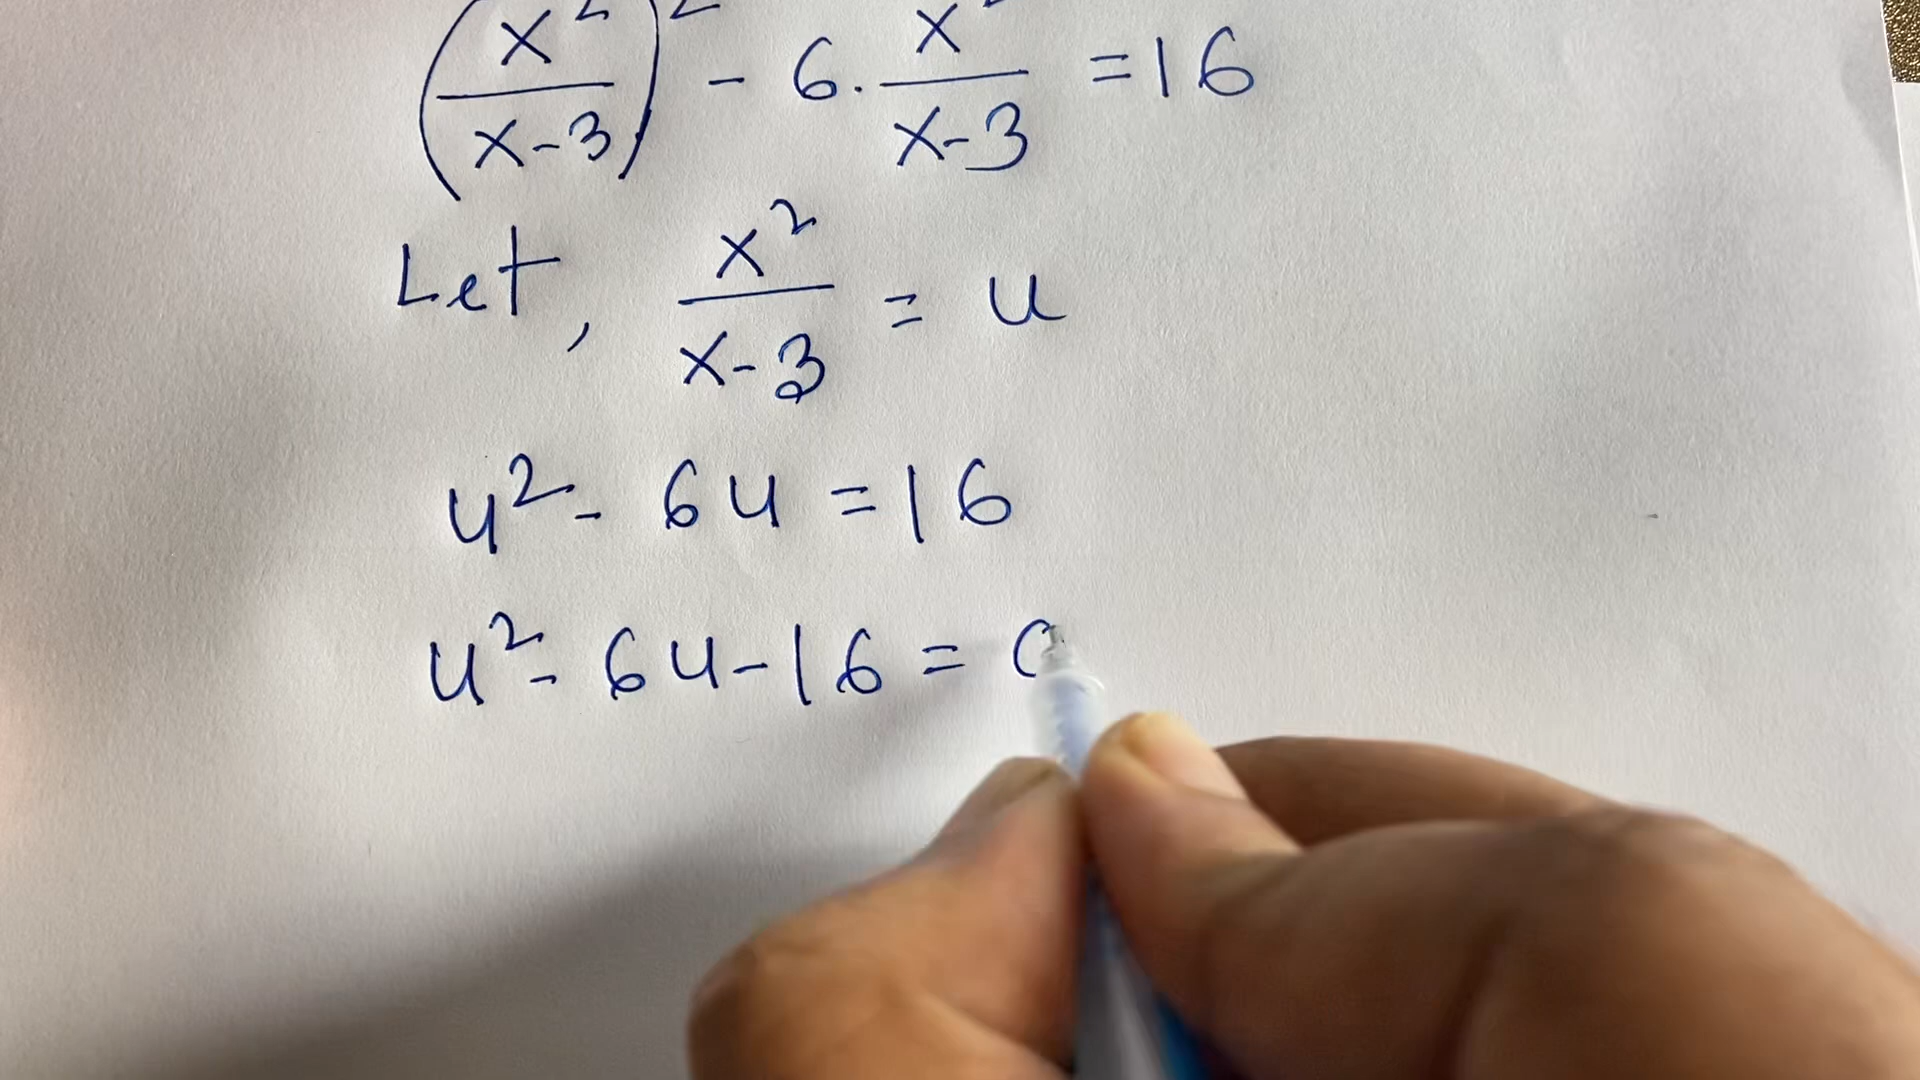 (x²/(x-3))² - 6·x²/(x-3) = 16
Let, x²/(x-3) = u
u² - 6u = 16
u² - 6u - 16 = 0